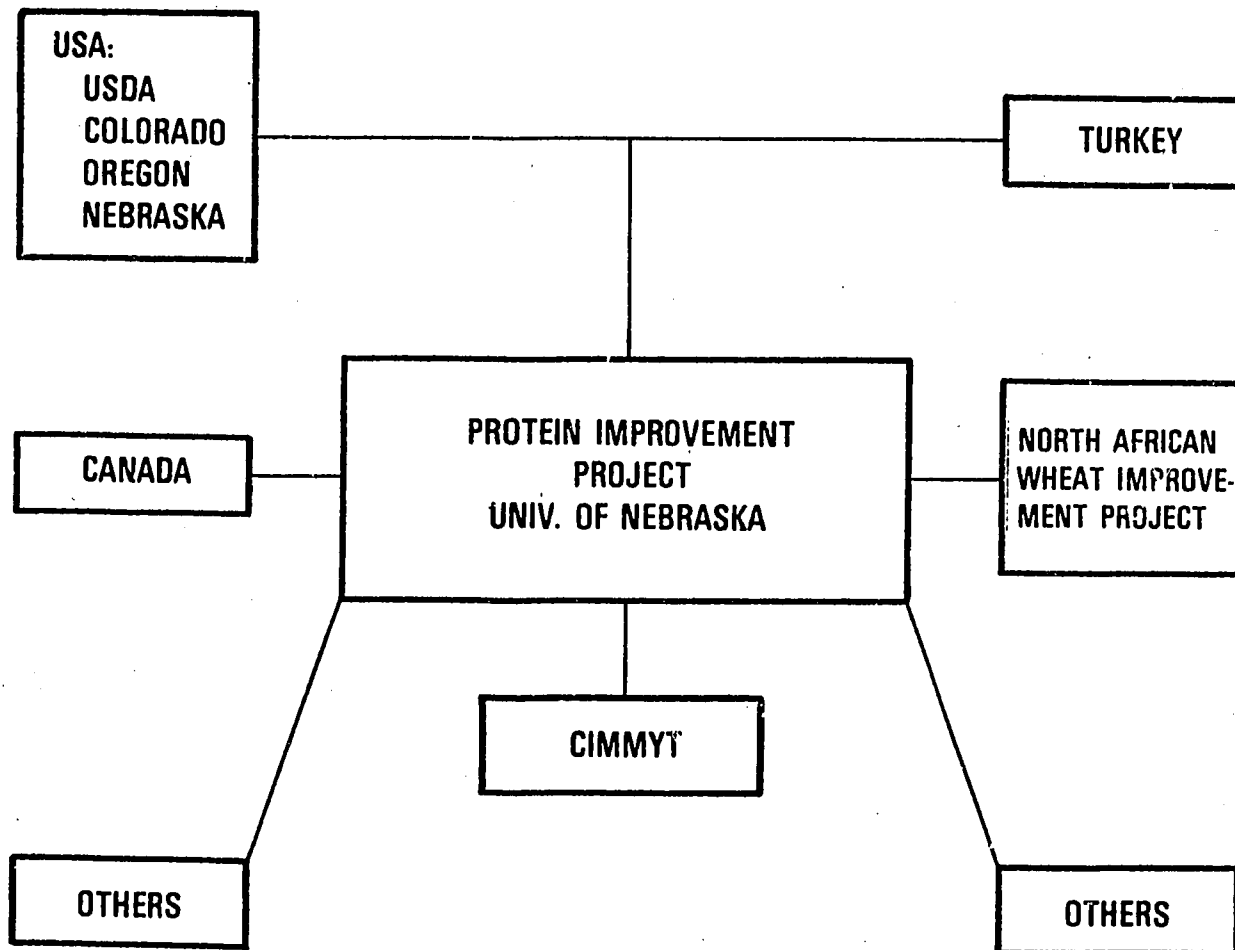 USA:
USDA
COLORADO
OREGON
NEBRASKA
TURKEY
PROTEIN IMPROVEMENT
PROJECT
UNIV. OF NEBRASKA
CANADA
NORTH AFRICAN
WHEAT IMPROVE-
MENT PROJECT
CIMMYT
OTHERS
OTHERS